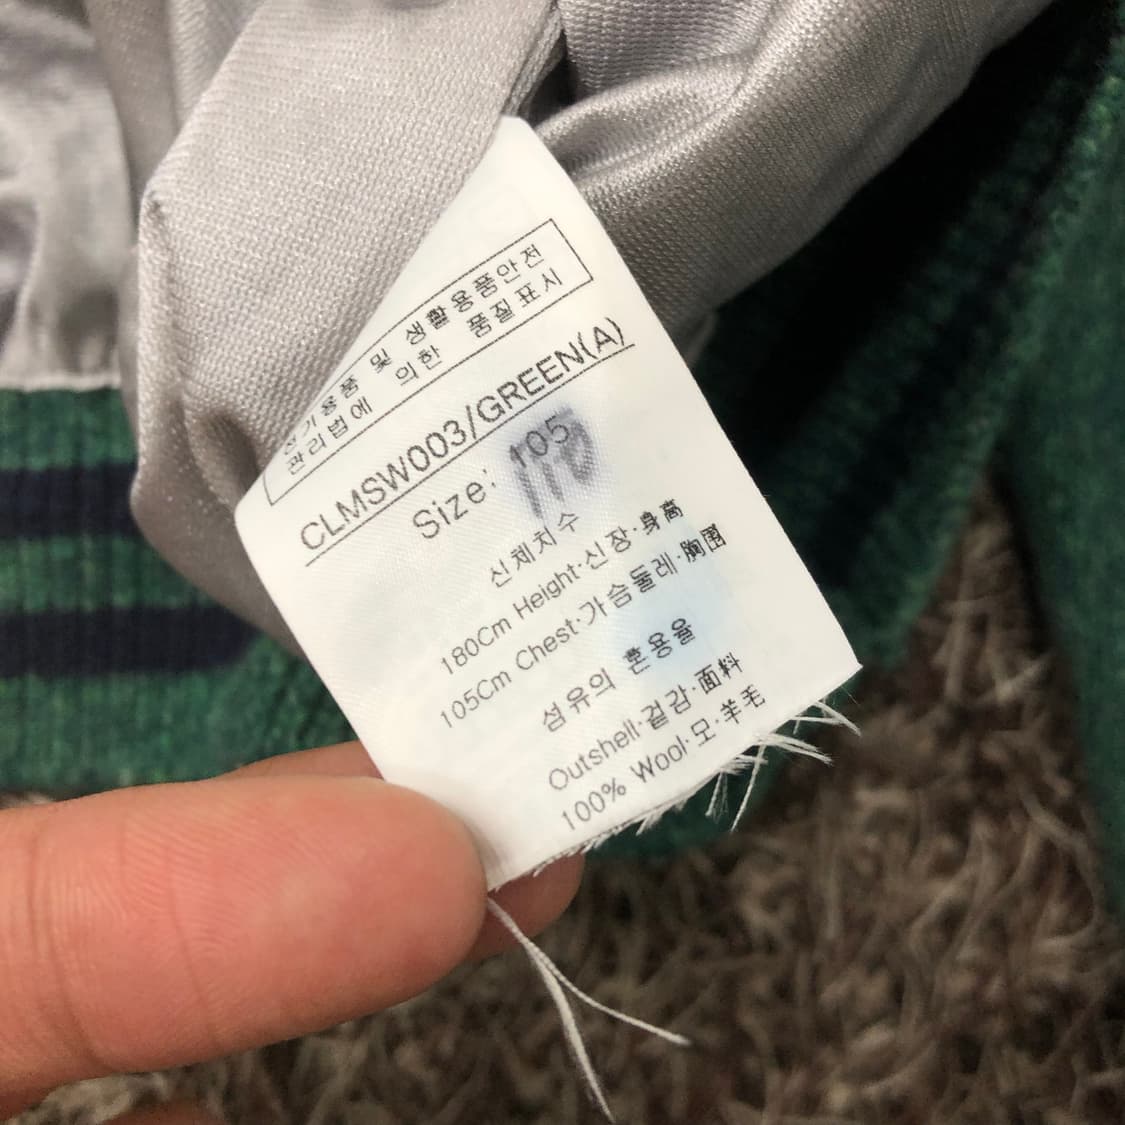 전기용품 및 생활용품안전
관리법에 의한 품질표시
CLMSW003/GREEN(A)
Size: 105
110
신체치수
180Cm Height·신장·身高
105Cm Chest·가슴둘레·胸围
섬유의 혼용율
Outshell·겉감·面料
100% Wool·모·羊毛